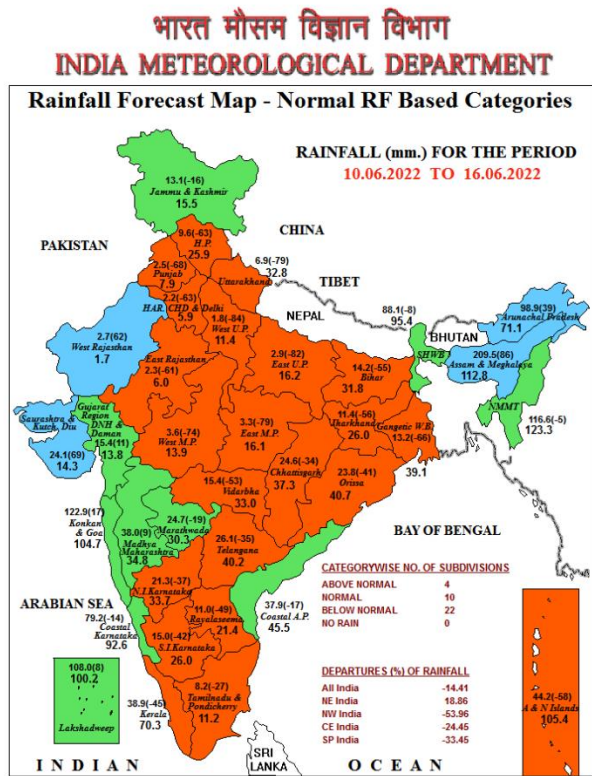 भारत मौसम विज्ञान विभाग
INDIA METEOROLOGICAL DEPARTMENT
Rainfall Forecast Map - Normal RF Based Categories
RAINFALL (mm.) FOR THE PERIOD
10.06.2022 TO 16.06.2022
13.1(-16)
Jammu & Kashmir
15.5
CHINA
PAKISTAN
9.6(-63)
H.P.
25.9
6.9(-79)
32.8
Uttarakhand
TIBET
2.5(-68)
Punjab
7.9
2.2(-63)
HAR. CHD & Delhi
5.9
NEPAL
1.8(-84)
West U.P.
11.4
88.1(-8)
95.4
98.9(39)
Arunachal Pradesh
71.1
BHUTAN
SHWB
2.7(62)
West Rajasthan
1.7
209.5(86)
Assam & Meghalaya
112.8
East Rajasthan
2.3(-61)
6.0
2.9(-82)
East U.P.
16.2
14.2(-55)
Bihar
31.8
NMMT
116.6(-5)
123.3
Gujarat
Region
DNH &
Daman
15.4(11)
13.8
Saurashtra &
Kutch, Diu
24.1(69)
14.3
3.6(-74)
West M.P.
13.9
3.3(-79)
East M.P.
16.1
11.4(-56)
Jharkhand
26.0
Gangetic W.B.
13.2(-66)
39.1
24.6(-34)
Chhattisgarh
37.3
23.8(-41)
Orissa
40.7
15.4(-53)
Vidarbha
33.0
122.9(17)
Konkan
& Goa
104.7
38.0(9)
Madhya
Maharashtra
34.8
24.7(-19)
Marathwada
30.3
26.1(-35)
Telangana
40.2
BAY OF BENGAL
CATEGORYWISE NO. OF SUBDIVISIONS
ABOVE NORMAL 4
NORMAL 10
BELOW NORMAL 22
NO RAIN 0
ARABIAN SEA
21.3(-37)
N.I.Karnataka
33.7
11.0(-49)
Rayalaseema
21.4
37.9(-17)
Coastal A.P.
45.5
79.2(-14)
Coastal
Karnataka
92.6
15.0(-42)
S.I.Karnataka
26.0
DEPARTURES (%) OF RAINFALL
All India -14.41
NE India 18.86
NW India -53.96
CE India -24.45
SP India -33.45
108.0(8)
100.2
Lakshadweep
38.9(-45)
Kerala
70.3
8.2(-27)
Tamilnadu &
Pondicherry
11.2
44.2(-58)
A & N Islands
105.4
SRI
LANKA
INDIAN OCEAN